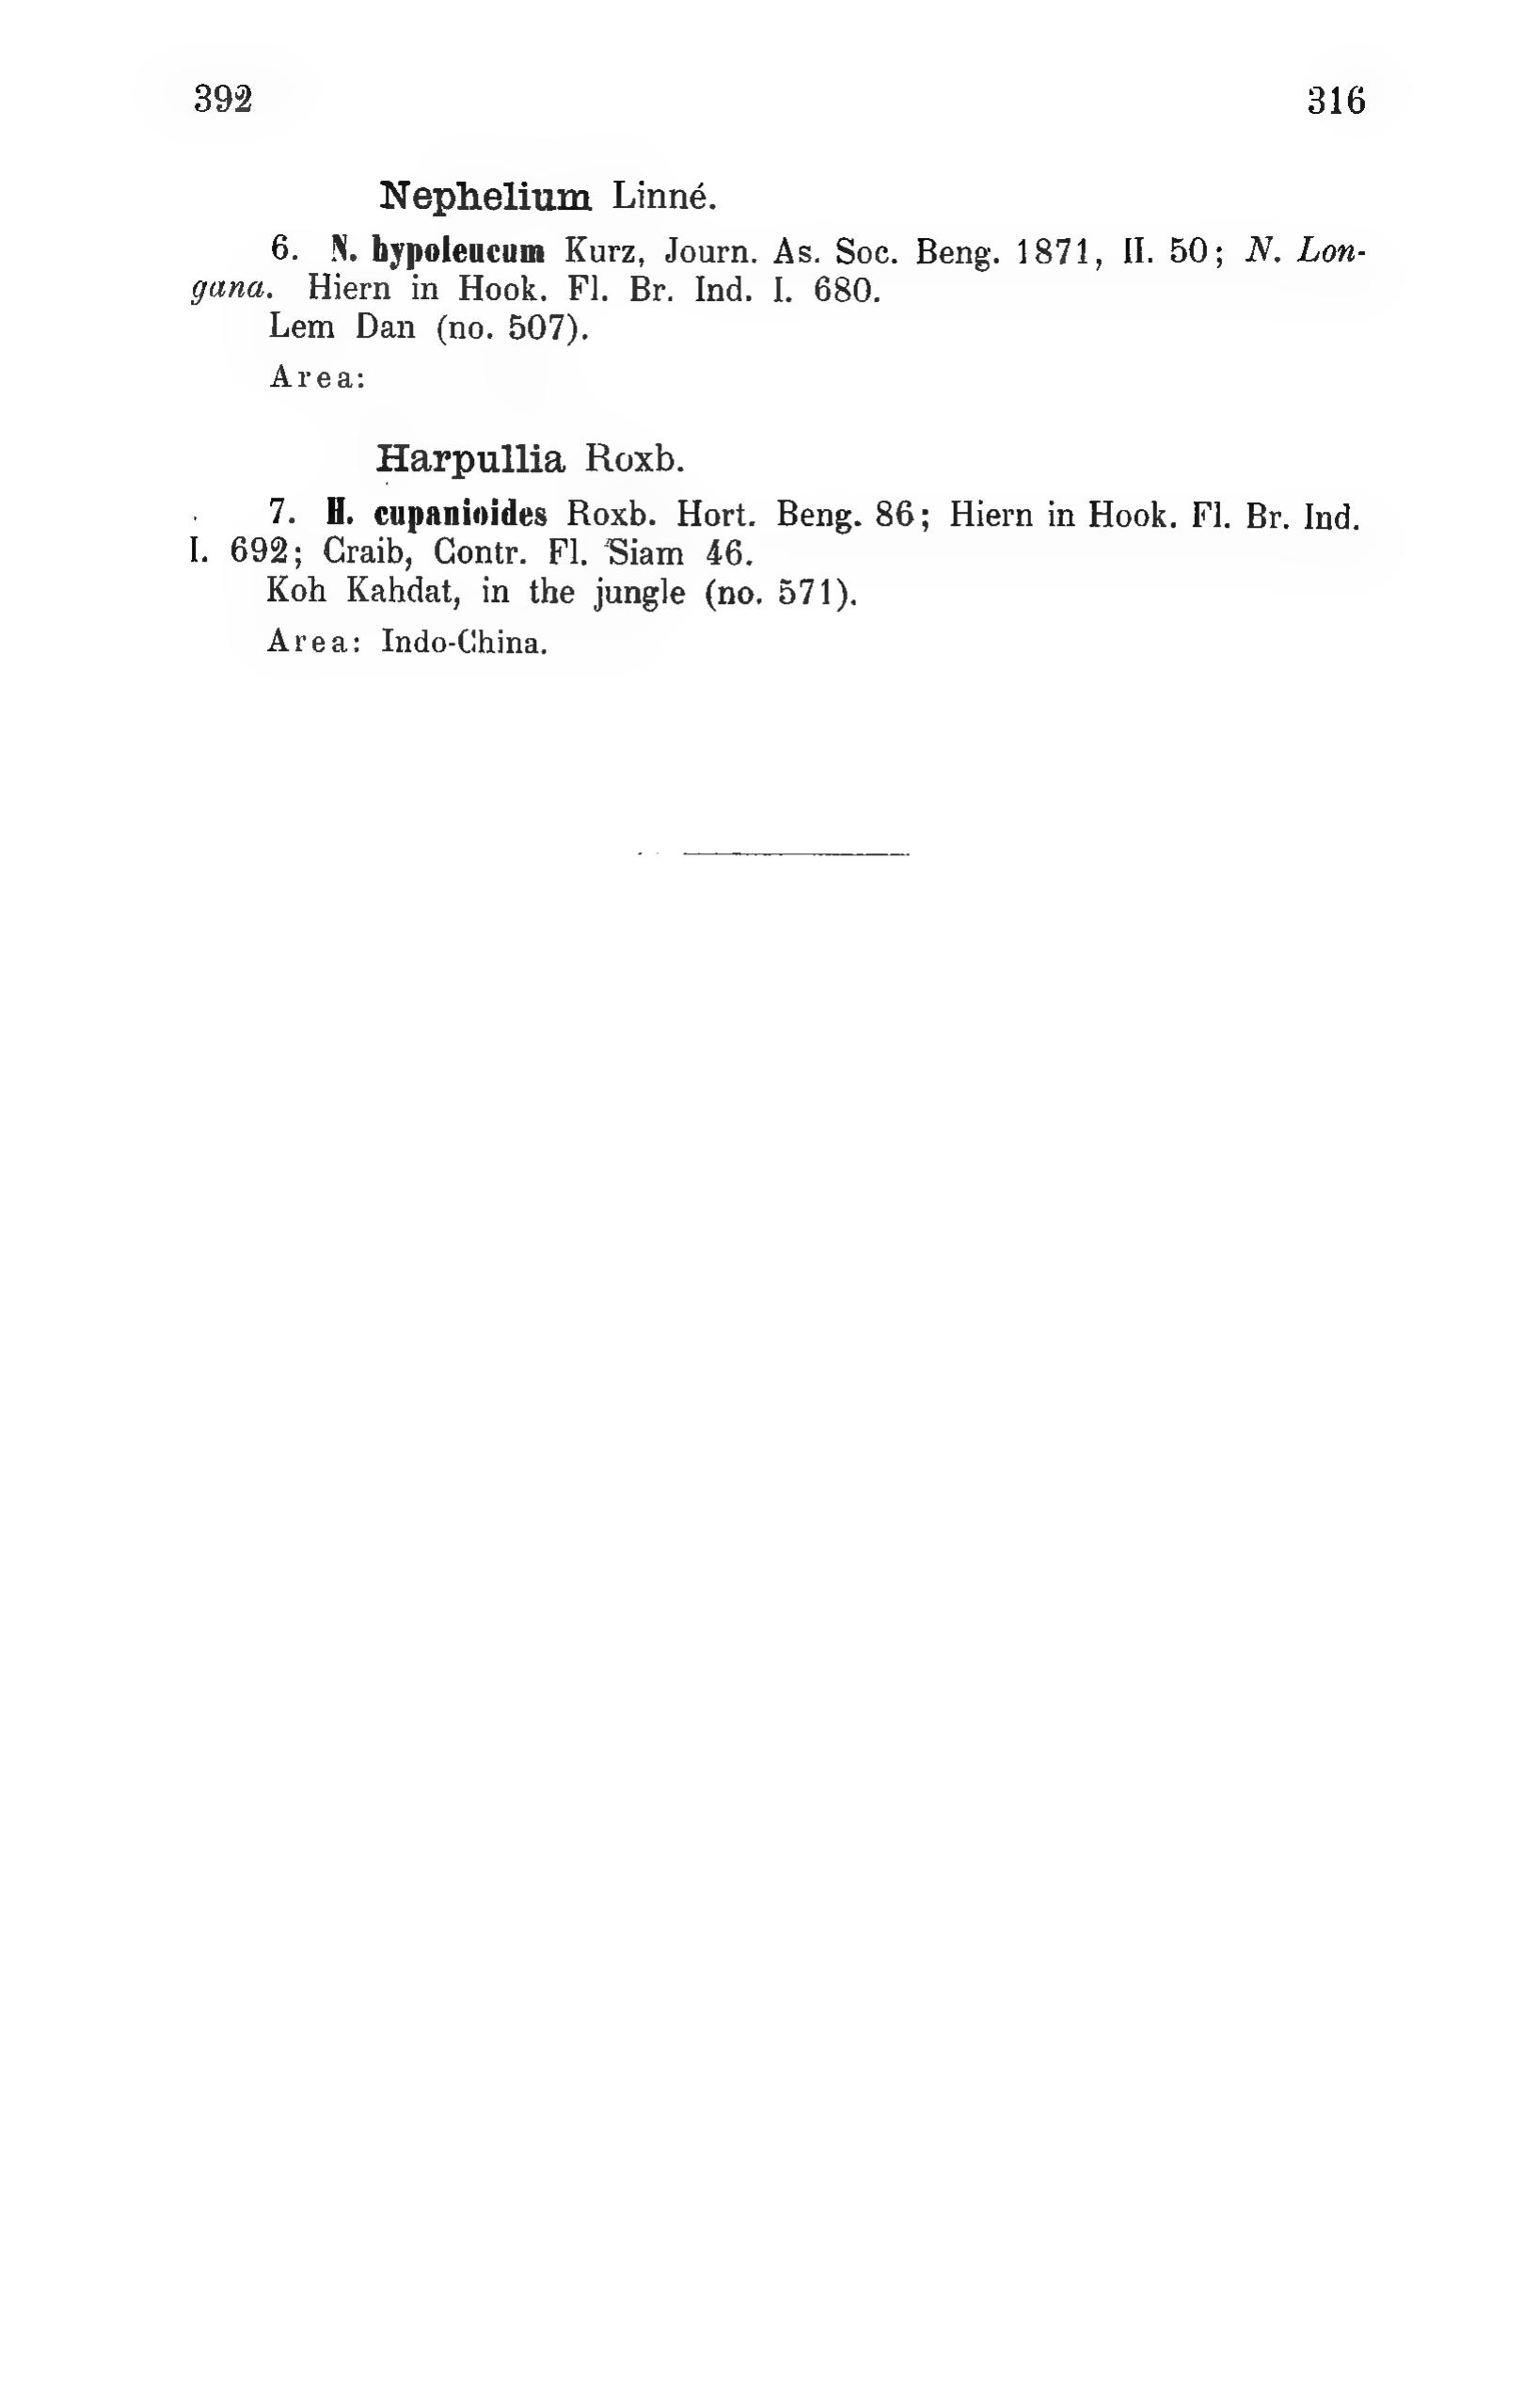 392 316
Nephelium Linné.
6. N. hypoleucum Kurz, Journ. As. Soc. Beng. 1871, II. 50; N. Lon-
gana. Hiern in Hook. Fl. Br. Ind. I. 680.
Lem Dan (no. 507).
Area:
Harpullia Roxb.
7. H. cupanioides Roxb. Hort. Beng. 86; Hiern in Hook. Fl. Br. Ind.
I. 692; Craib, Contr. Fl. Siam 46.
Koh Kahdat, in the jungle (no. 571).
Area: Indo-China.